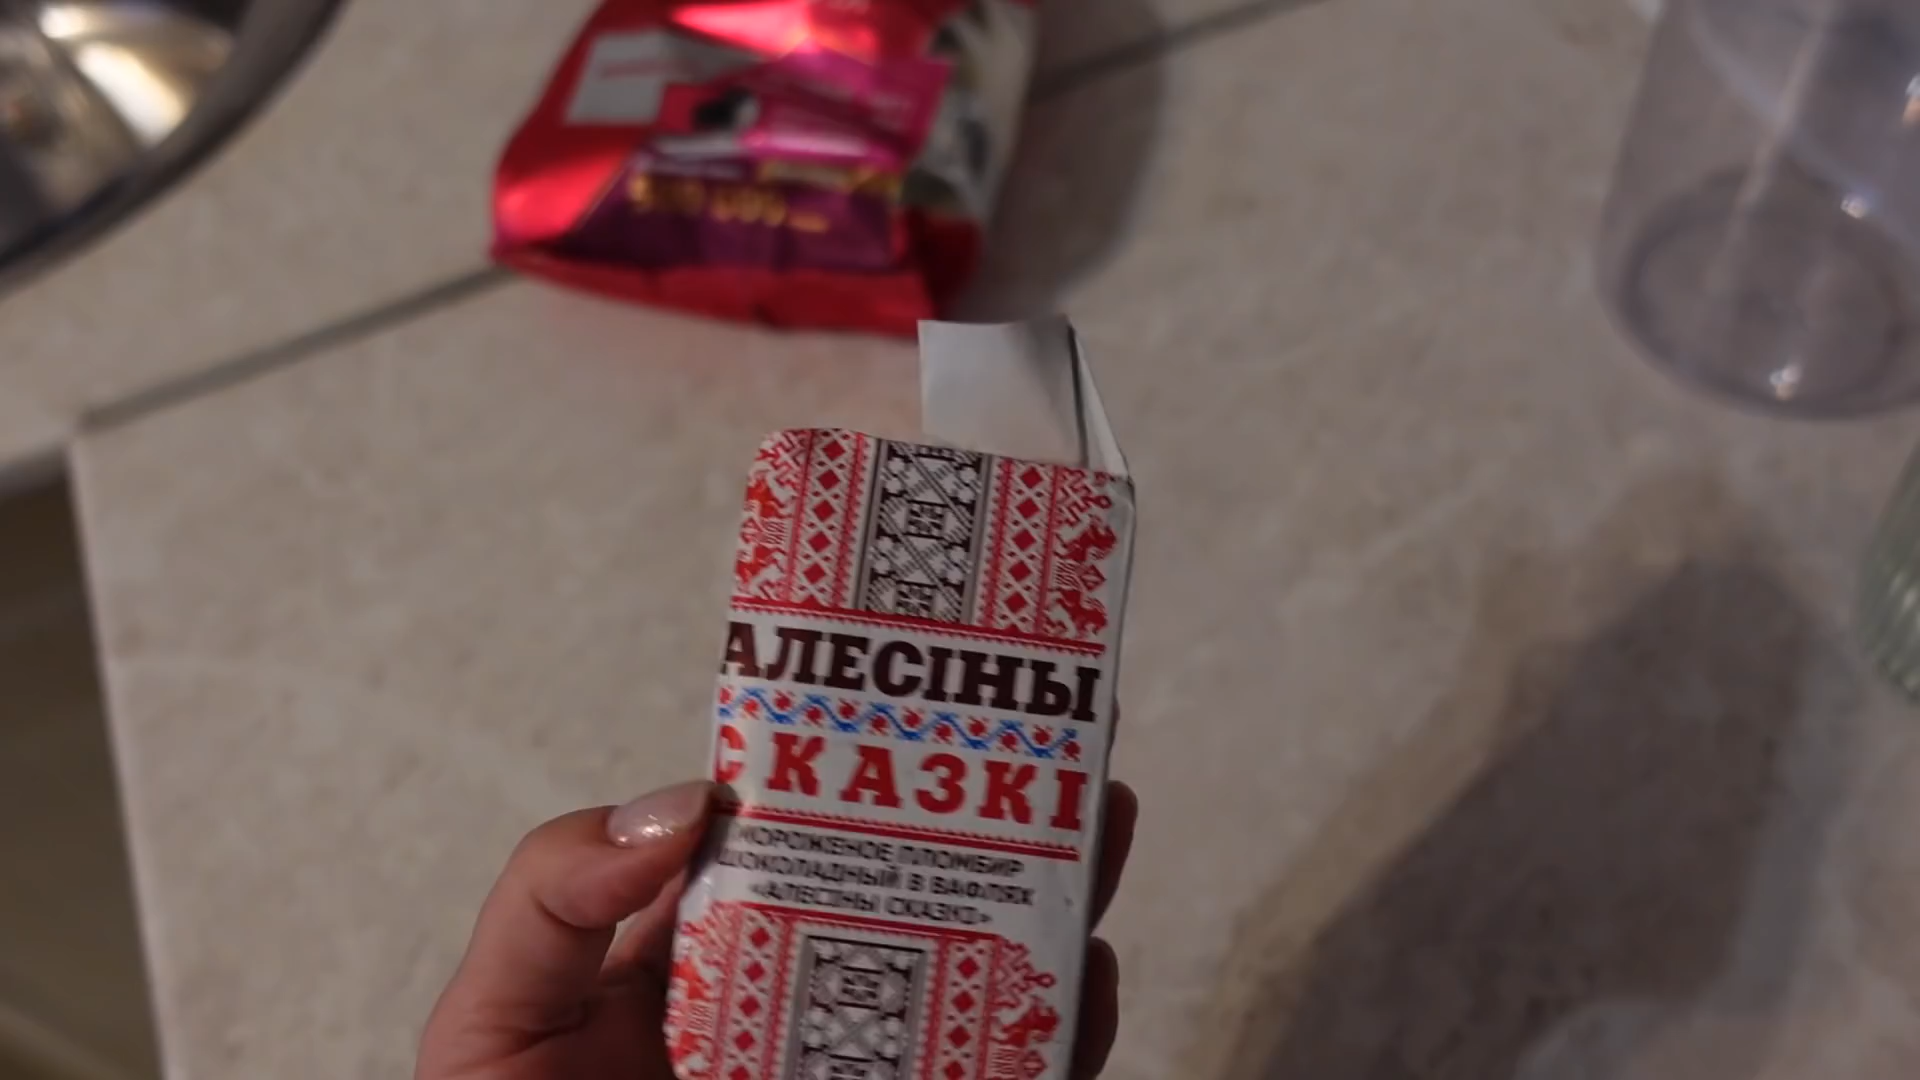 АЛЕСІНЫ
СКАЗКІ
МОРОЖЕНОЕ ПЛОМБИР
ШОКОЛАДНЫЙ В ВАФЛЯХ
«АЛЕСІНЫ СКАЗКІ»